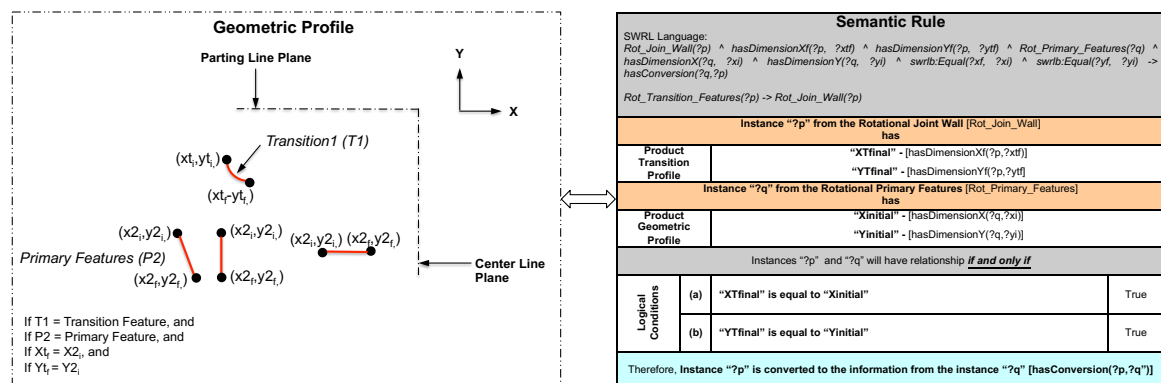 Geometric Profile
Parting Line Plane
Y
X
Transition1 (T1)
(xti,yti,)
(xtf-ytf,)
(x2i,y2i,)
(x2i,y2i,)
(x2i,y2i,) (x2f,y2f,)
Primary Features (P2)
(x2f,y2f,)
(x2f,y2f,)
Center Line
Plane
If T1 = Transition Feature, and
If P2 = Primary Feature, and
If Xtf = X2i, and
If Ytf = Y2i
Semantic Rule
SWRL Language:
Rot_Join_Wall(?p) ^ hasDimensionXf(?p, ?xtf) ^ hasDimensionYf(?p, ?ytf) ^ Rot_Primary_Features(?q) ^
hasDimensionX(?q, ?xi) ^ hasDimensionY(?q, ?yi) ^ swrlb:Equal(?xf, ?xi) ^ swrlb:Equal(?yf, ?yi) ->
hasConversion(?q,?p)
Rot_Transition_Features(?p) -> Rot_Join_Wall(?p)
Instance “?p” from the Rotational Joint Wall [Rot_Join_Wall]
has
Product
Transition
Profile
“XTfinal” - [hasDimensionXf(?p,?xtf)]
“YTfinal” - [hasDimensionYf(?p,?ytf]
Instance “?q” from the Rotational Primary Features [Rot_Primary_Features]
has
Product
Geometric
Profile
“Xinitial” - [hasDimensionX(?q,?xi)]
“Yinitial” - [hasDimensionY(?q,?yi)]
Instances “?p” and “?q” will have relationship if and only if
Logical
Conditions
(a) “XTfinal” is equal to “Xinitial” True
(b) “YTfinal” is equal to “Yinitial” True
Therefore, Instance “?p” is converted to the information from the instance “?q” [hasConversion(?p,?q”)]